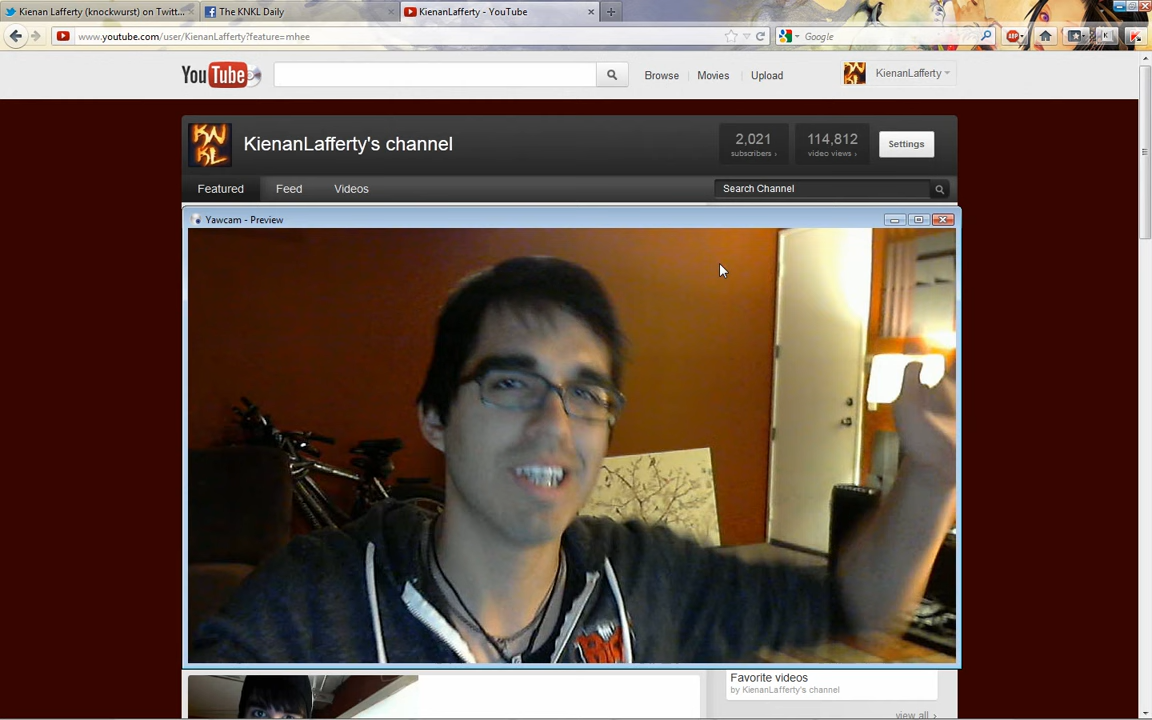 Kienan Lafferty (knockwurst) on Twitt...
The KNKL Daily
KienanLafferty - YouTube
www.youtube.com/user/KienanLafferty?feature=mhee
Google
YouTube
Browse
Movies
Upload
KienanLafferty
KNKL
KienanLafferty's channel
2,021
subscribers ›
114,812
video views ›
Settings
Featured
Feed
Videos
Search Channel
Yawcam - Preview
Favorite videos
by KienanLafferty's channel
view all ›